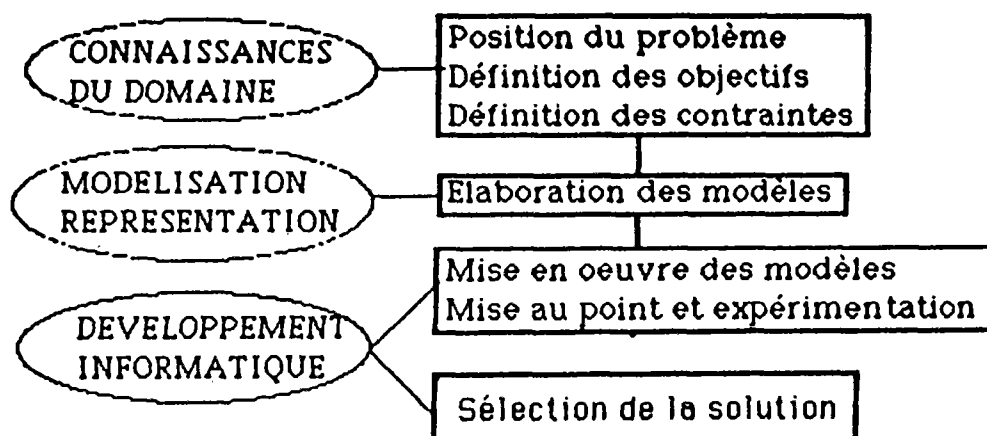 CONNAISSANCES
DU DOMAINE
Position du problème
Définition des objectifs
Définition des contraintes
MODELISATION
REPRESENTATION
Elaboration des modèles
Mise en oeuvre des modèles
Mise au point et expérimentation
DEVELOPPEMENT
INFORMATIQUE
Sélection de la solution